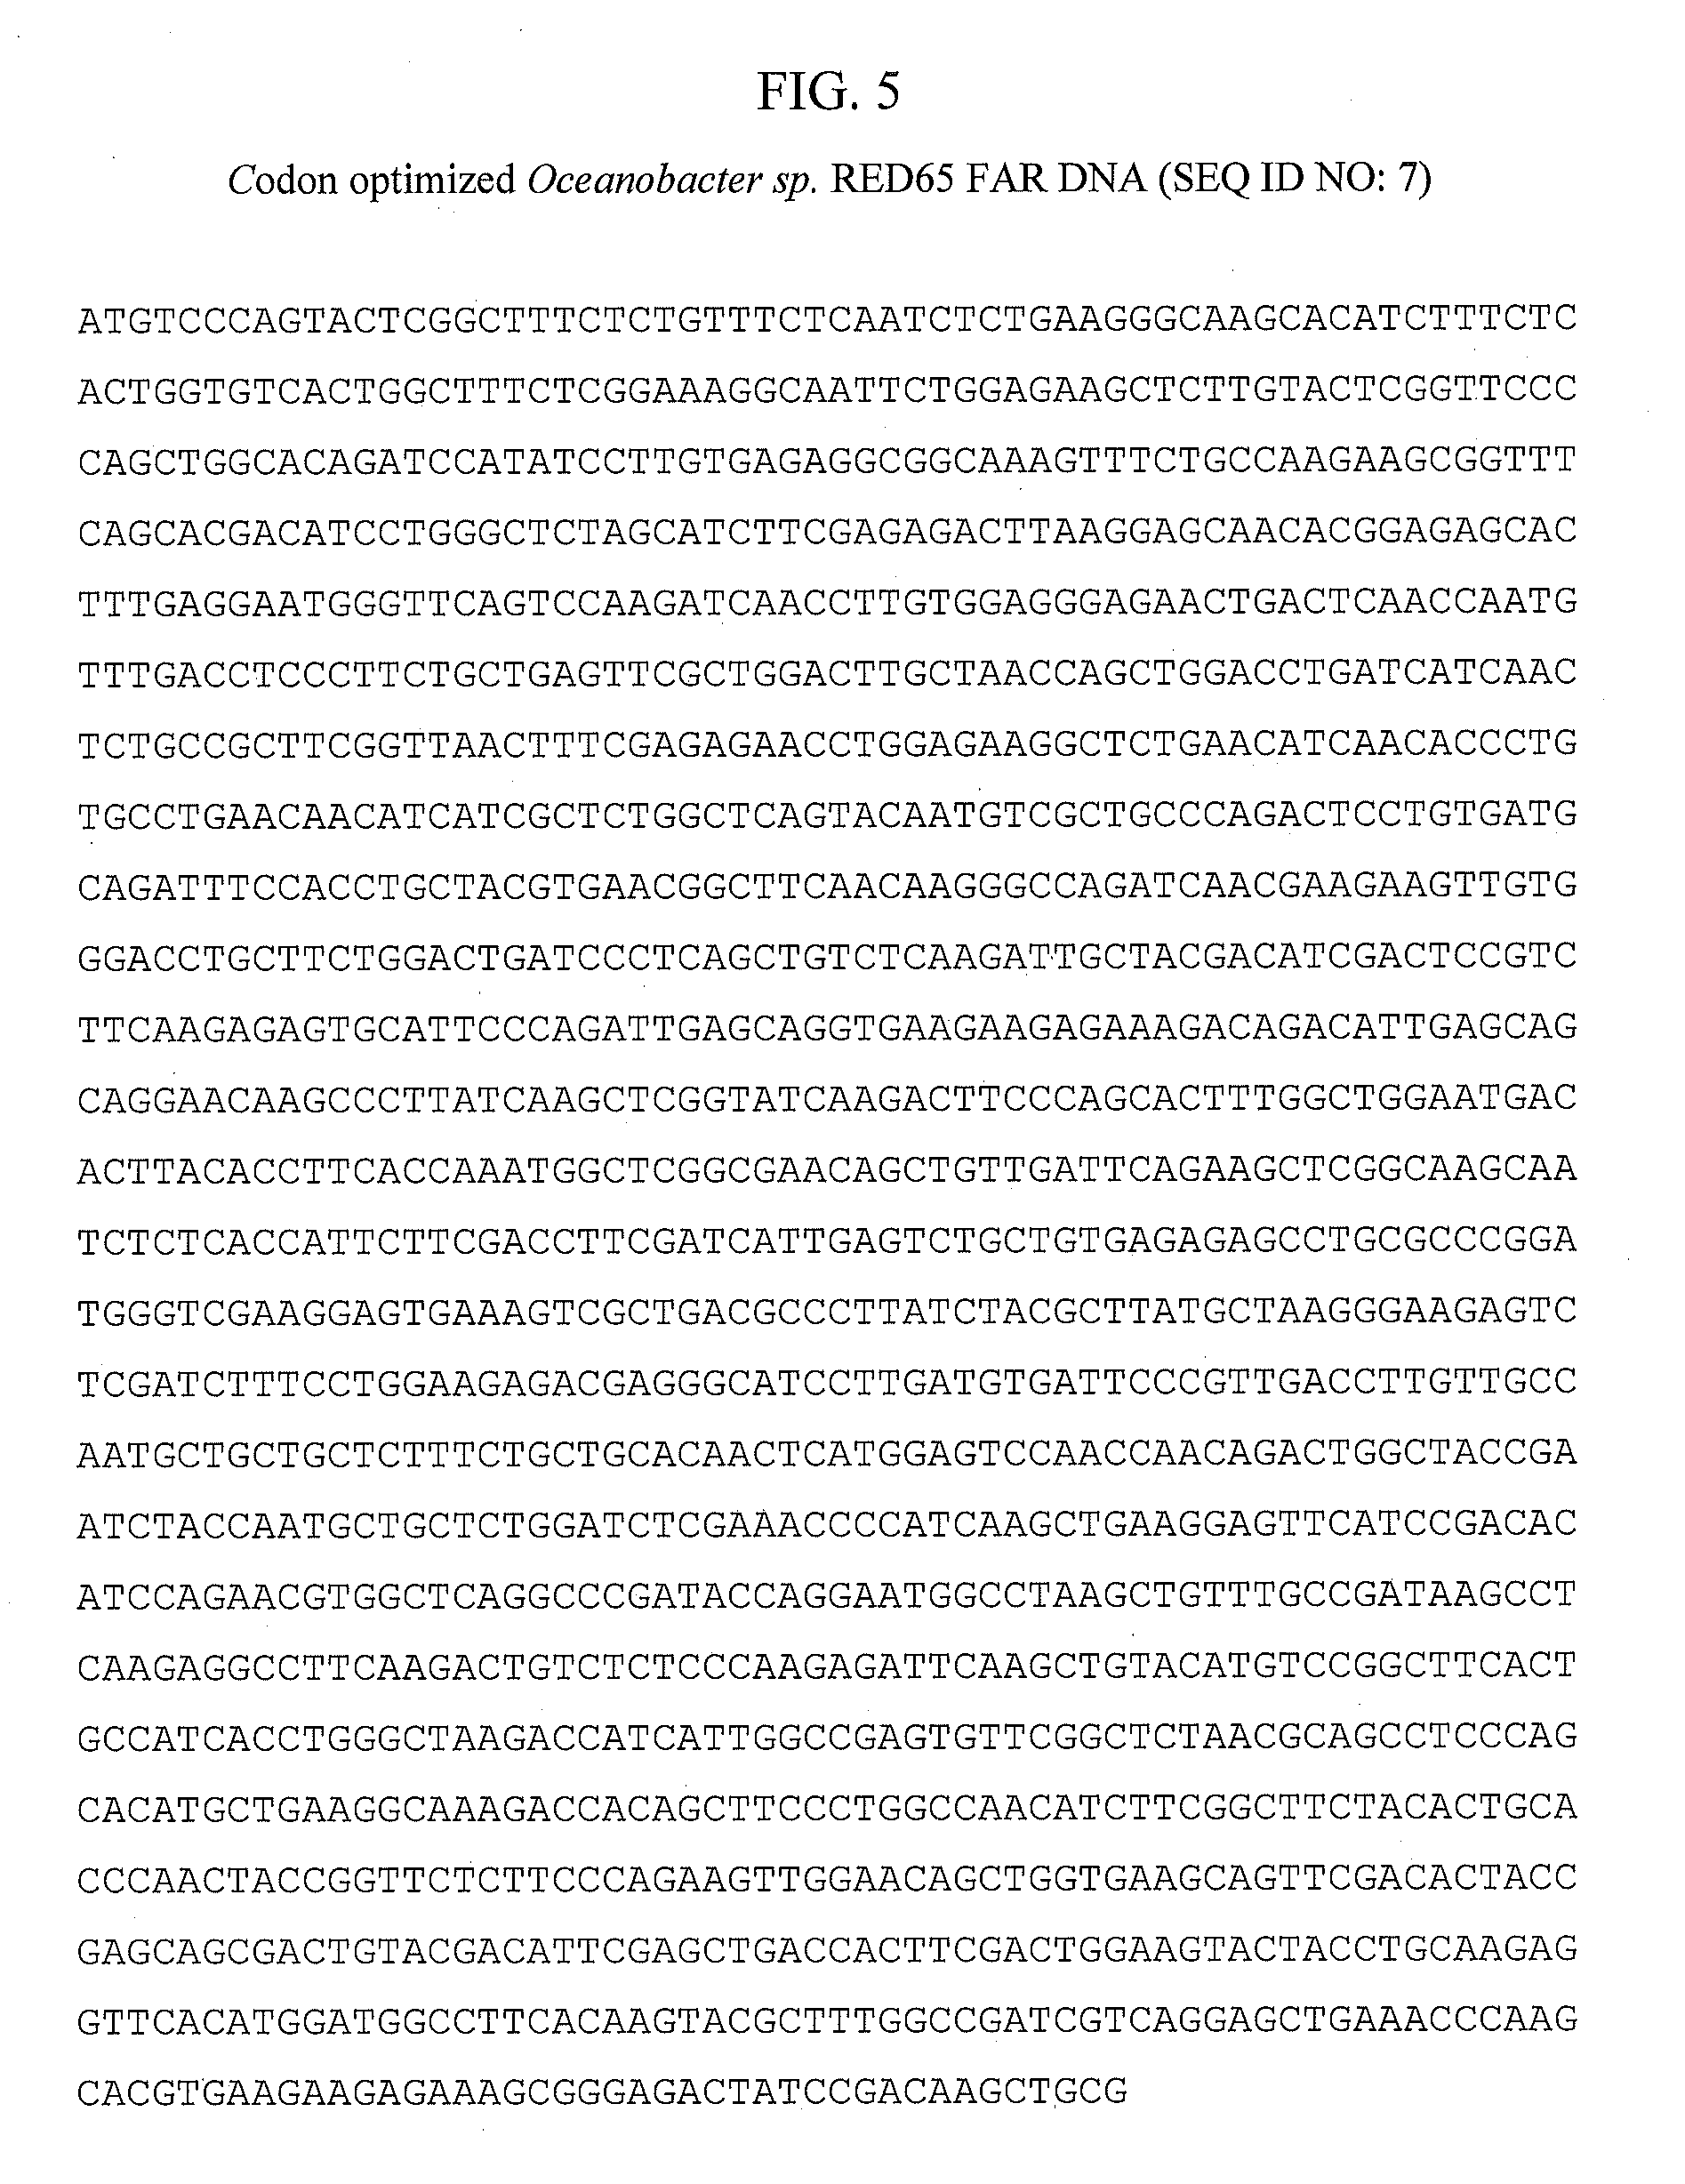 FIG. 5
Codon optimized Oceanobacter sp. RED65 FAR DNA (SEQ ID NO: 7)
ATGTCCCAGTACTCGGCTTTCTCTGTTTCTCAATCTCTGAAGGGCAAGCACATCTTTCTC
ACTGGTGTCACTGGCTTTCTCGGAAAGGCAATTCTGGAGAAGCTCTTGTACTCGGTTCCC
CAGCTGGCACAGATCCATATCCTTGTGAGAGGCGGCAAAGTTTCTGCCAAGAAGCGGTTT
CAGCACGACATCCTGGGCTCTAGCATCTTCGAGAGACTTAAGGAGCAACACGGAGAGCAC
TTTGAGGAATGGGTTCAGTCCAAGATCAACCTTGTGGAGGGAGAACTGACTCAACCAATG
TTTGACCTCCCTTCTGCTGAGTTCGCTGGACTTGCTAACCAGCTGGACCTGATCATCAAC
TCTGCCGCTTCGGTTAACTTTCGAGAGAACCTGGAGAAGGCTCTGAACATCAACACCCTG
TGCCTGAACAACATCATCGCTCTGGCTCAGTACAATGTCGCTGCCCAGACTCCTGTGATG
CAGATTTCCACCTGCTACGTGAACGGCTTCAACAAGGGCCAGATCAACGAAGAAGTTGTG
GGACCTGCTTCTGGACTGATCCCTCAGCTGTCTCAAGATTGCTACGACATCGACTCCGTC
TTCAAGAGAGTGCATTCCCAGATTGAGCAGGTGAAGAAGAGAAAGACAGACATTGAGCAG
CAGGAACAAGCCCTTATCAAGCTCGGTATCAAGACTTCCCAGCACTTTGGCTGGAATGAC
ACTTACACCTTCACCAAATGGCTCGGCGAACAGCTGTTGATTCAGAAGCTCGGCAAGCAA
TCTCTCACCATTCTTCGACCTTCGATCATTGAGTCTGCTGTGAGAGAGCCTGCGCCCGGA
TGGGTCGAAGGAGTGAAAGTCGCTGACGCCCTTATCTACGCTTATGCTAAGGGAAGAGTC
TCGATCTTTCCTGGAAGAGACGAGGGCATCCTTGATGTGATTCCCGTTGACCTTGTTGCC
AATGCTGCTGCTCTTTCTGCTGCACAACTCATGGAGTCCAACCAACAGACTGGCTACCGA
ATCTACCAATGCTGCTCTGGATCTCGAAACCCCATCAAGCTGAAGGAGTTCATCCGACAC
ATCCAGAACGTGGCTCAGGCCCGATACCAGGAATGGCCTAAGCTGTTTGCCGATAAGCCT
CAAGAGGCCTTCAAGACTGTCTCTCCCAAGAGATTCAAGCTGTACATGTCCGGCTTCACT
GCCATCACCTGGGCTAAGACCATCATTGGCCGAGTGTTCGGCTCTAACGCAGCCTCCCAG
CACATGCTGAAGGCAAAGACCACAGCTTCCCTGGCCAACATCTTCGGCTTCTACACTGCA
CCCAACTACCGGTTCTCTTCCCAGAAGTTGGAACAGCTGGTGAAGCAGTTCGACACTACC
GAGCAGCGACTGTACGACATTCGAGCTGACCACTTCGACTGGAAGTACTACCTGCAAGAG
GTTCACATGGATGGCCTTCACAAGTACGCTTTGGCCGATCGTCAGGAGCTGAAACCCAAG
CACGTGAAGAAGAGAAAGCGGGAGACTATCCGACAAGCTGCG